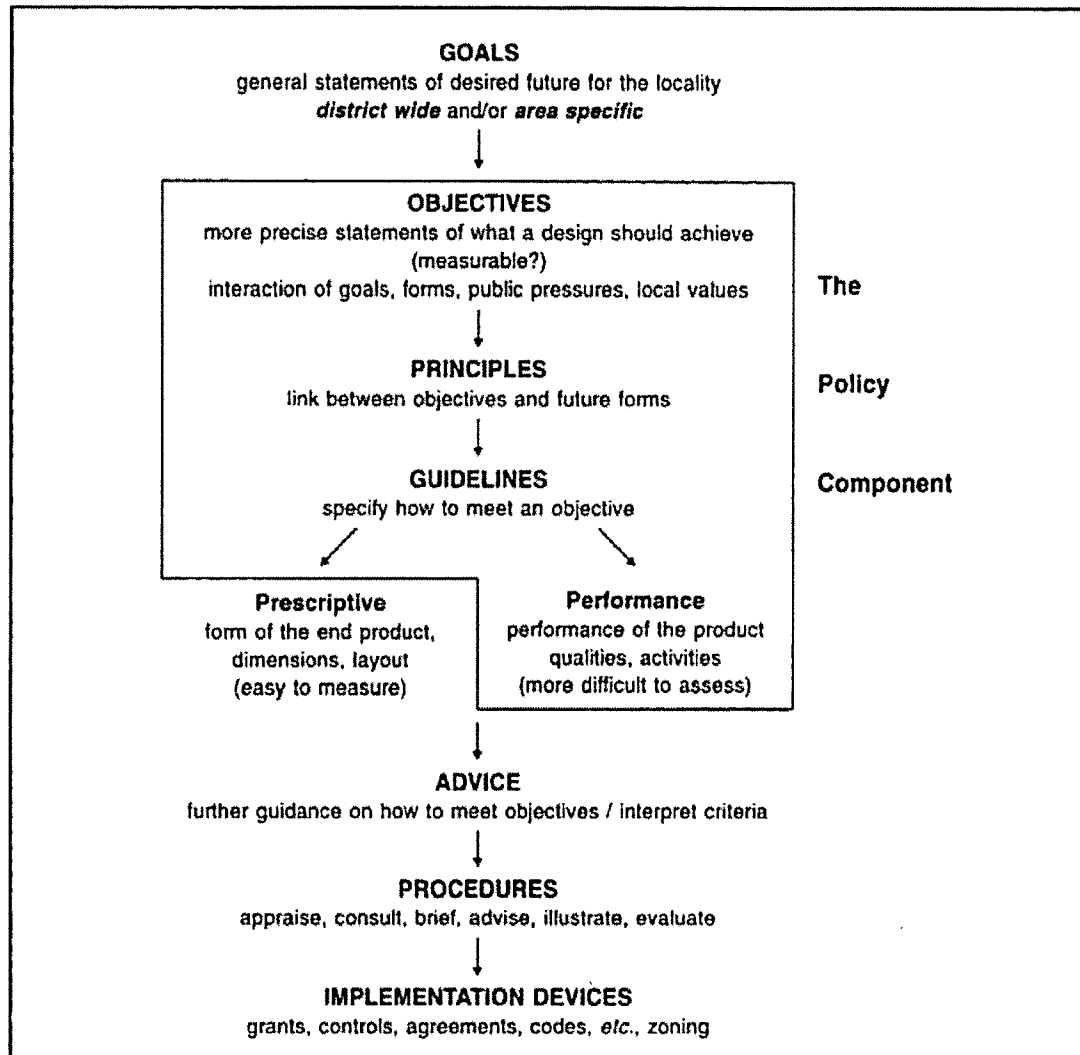 GOALS
general statements of desired future for the locality
district wide and/or area specific
OBJECTIVES
more precise statements of what a design should achieve
(measurable?)
interaction of goals, forms, public pressures, local values
The
PRINCIPLES
link between objectives and future forms
Policy
GUIDELINES
specify how to meet an objective
Component
Prescriptive
form of the end product,
dimensions, layout
(easy to measure)
Performance
performance of the product
qualities, activities
(more difficult to assess)
ADVICE
further guidance on how to meet objectives / interpret criteria
PROCEDURES
appraise, consult, brief, advise, illustrate, evaluate
IMPLEMENTATION DEVICES
grants, controls, agreements, codes, etc., zoning